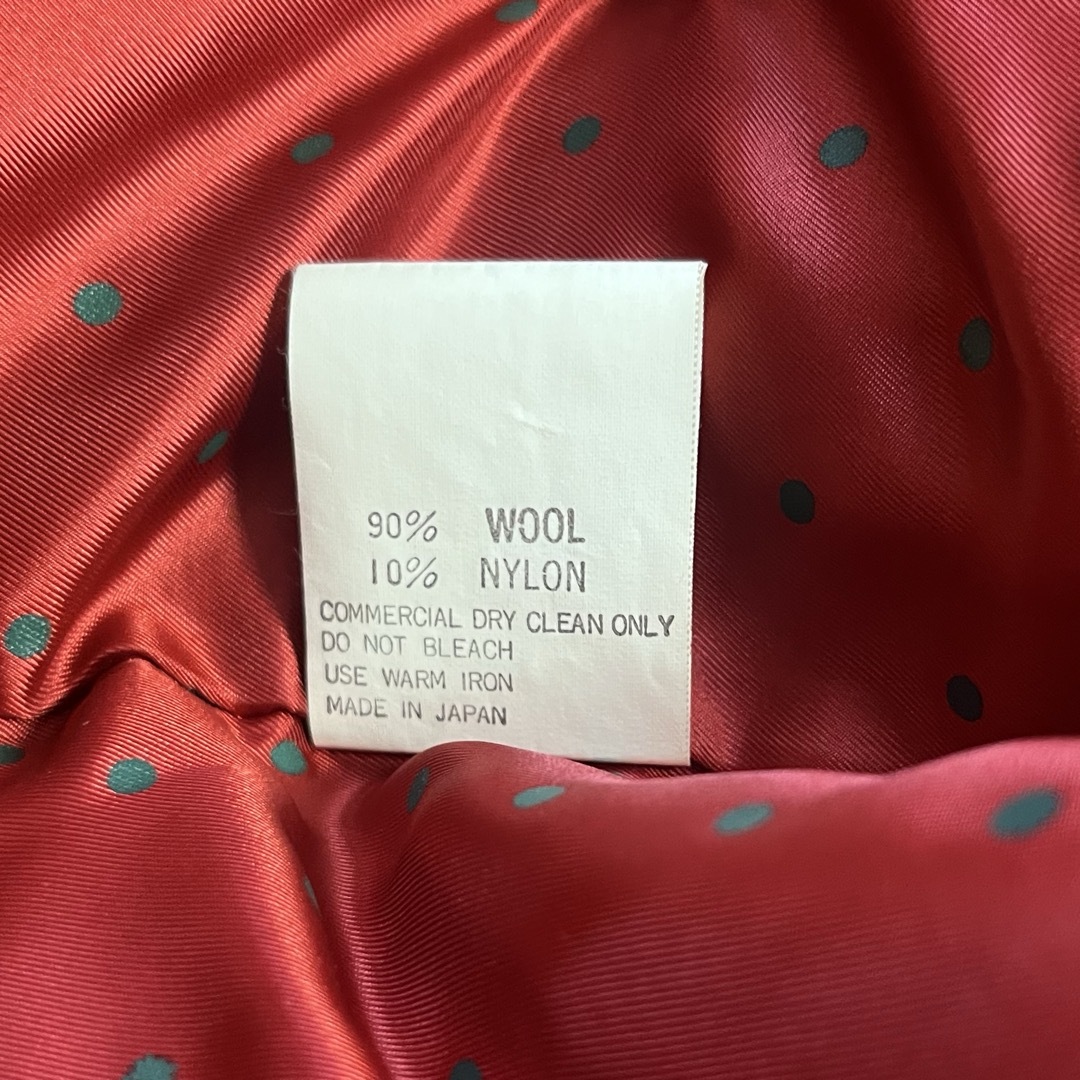 90% WOOL
10% NYLON
COMMERCIAL DRY CLEAN ONLY
DO NOT BLEACH
USE WARM IRON
MADE IN JAPAN